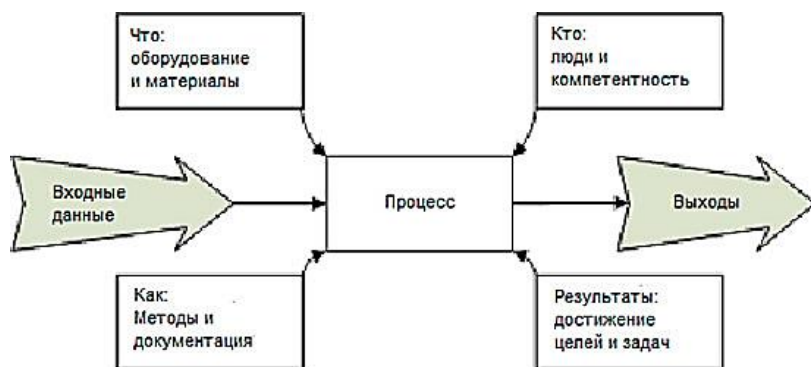 Что:
оборудование
и материалы
Кто:
люди и
компетентность
Входные
данные
Процесс
Выходы
Как:
Методы и
документация
Результаты:
достижение
целей и задач